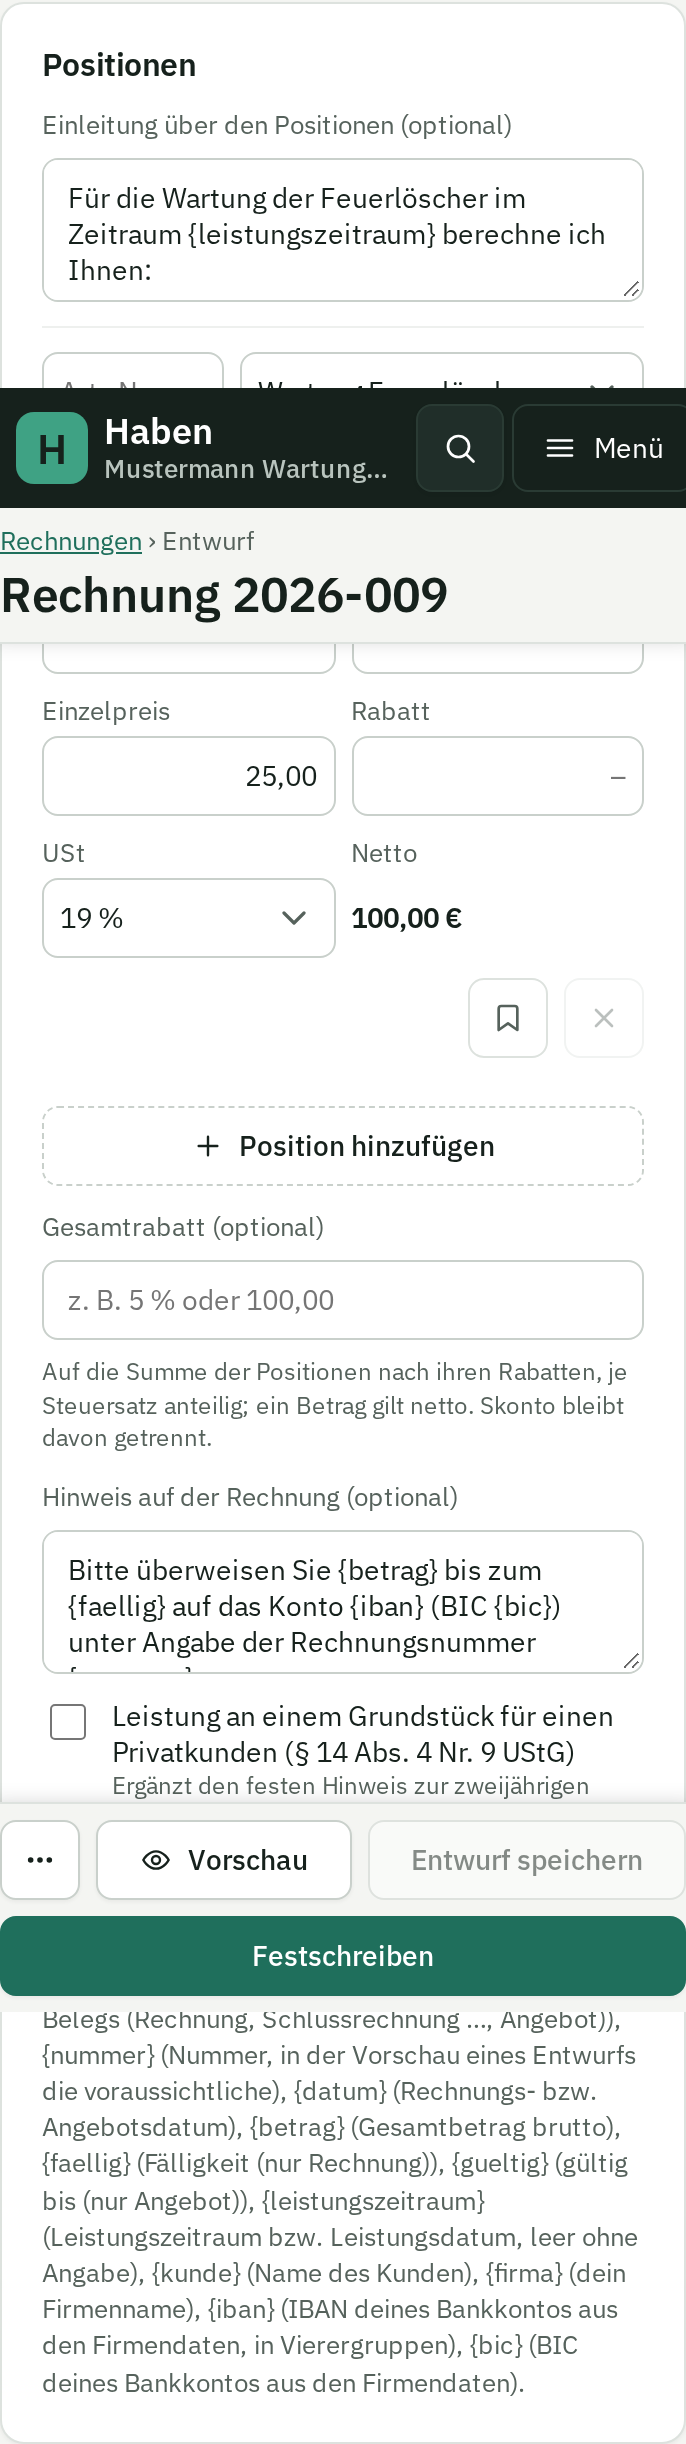 Positionen
Einleitung über den Positionen (optional)
Für die Wartung der Feuerlöscher im
Zeitraum {leistungszeitraum} berechne ich
Ihnen:
H
Haben
Mustermann Wartung...
Menü
Rechnungen › Entwurf
Rechnung 2026-009
Einzelpreis
Rabatt
25,00
–
USt
Netto
19 %
100,00 €
Position hinzufügen
Gesamtrabatt (optional)
z. B. 5 % oder 100,00
Auf die Summe der Positionen nach ihren Rabatten, je
Steuersatz anteilig; ein Betrag gilt netto. Skonto bleibt
davon getrennt.
Hinweis auf der Rechnung (optional)
Bitte überweisen Sie {betrag} bis zum
{faellig} auf das Konto {iban} (BIC {bic})
unter Angabe der Rechnungsnummer
Leistung an einem Grundstück für einen
Privatkunden (§ 14 Abs. 4 Nr. 9 UStG)
Ergänzt den festen Hinweis zur zweijährigen
Vorschau
Entwurf speichern
Festschreiben
Belegs (Rechnung, Schlussrechnung ..., Angebot)),
{nummer} (Nummer, in der Vorschau eines Entwurfs
die voraussichtliche), {datum} (Rechnungs- bzw.
Angebotsdatum), {betrag} (Gesamtbetrag brutto),
{faellig} (Fälligkeit (nur Rechnung)), {gueltig} (gültig
bis (nur Angebot)), {leistungszeitraum}
(Leistungszeitraum bzw. Leistungsdatum, leer ohne
Angabe), {kunde} (Name des Kunden), {firma} (dein
Firmenname), {iban} (IBAN deines Bankkontos aus
den Firmendaten, in Vierergruppen), {bic} (BIC
deines Bankkontos aus den Firmendaten).